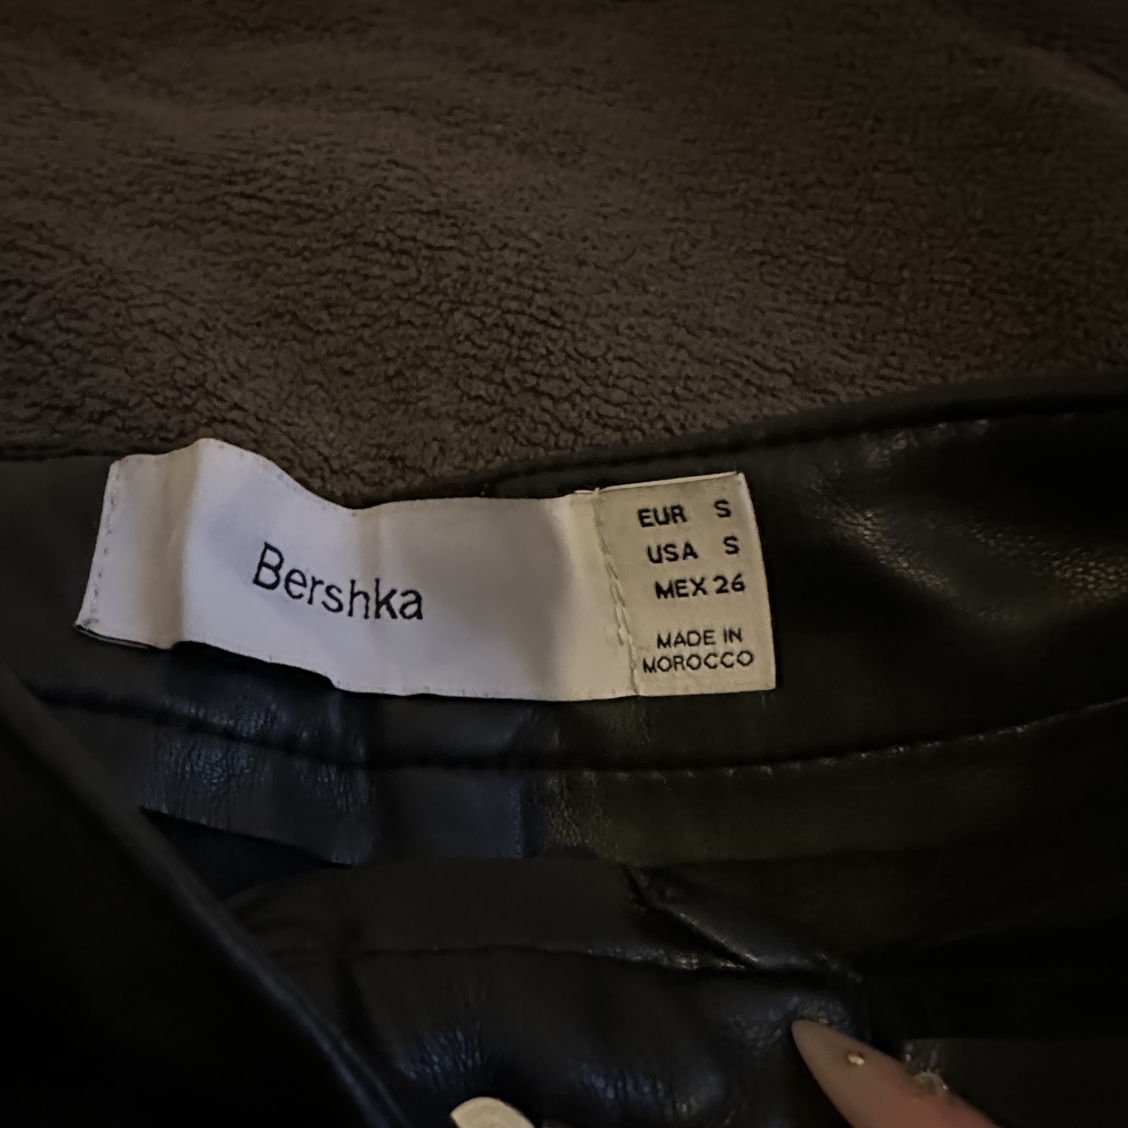 Bershka
EUR S
USA S
MEX 26
MADE IN
MOROCCO